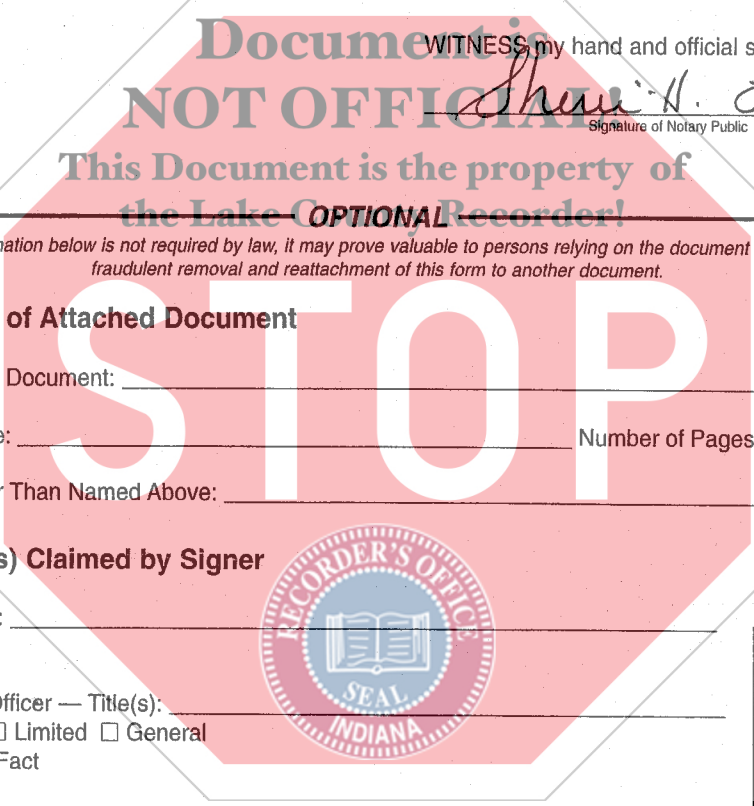 Document is
WITNESS my hand and official s
NOT OFFICIAL!
Sherri H.
Signature of Notary Public
This Document is the property of
the Lake County Recorder!
OPTIONAL
nation below is not required by law, it may prove valuable to persons relying on the document
fraudulent removal and reattachment of this form to another document.
STOP
of Attached Document
Document:
e:
Number of Pages
r Than Named Above:
s) Claimed by Signer
RECORDER'S OFFICE
:
SEAL
INDIANA
Officer — Title(s):
☐ Limited ☐ General
Fact